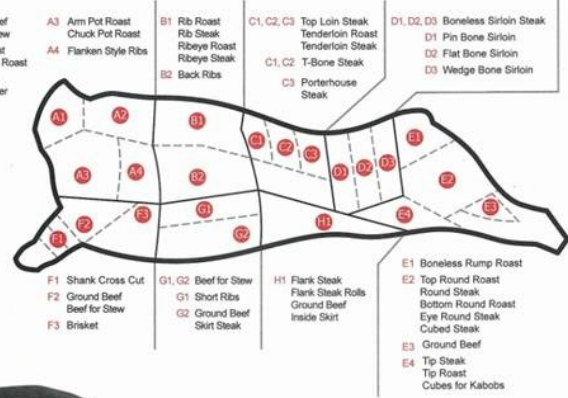 A3 Arm Pot Roast
Chuck Pot Roast
A4 Flanken Style Ribs
B1 Rib Roast
Rib Steak
Ribeye Roast
Ribeye Steak
B2 Back Ribs
C1, C2, C3 Top Loin Steak
Tenderloin Roast
Tenderloin Steak
C1, C2 T-Bone Steak
C3 Porterhouse
Steak
D1, D2, D3 Boneless Sirloin Steak
D1 Pin Bone Sirloin
D2 Flat Bone Sirloin
D3 Wedge Bone Sirloin
Roast
A1
A2
B1
C1
C2
C3
D1
D2
D3
E1
A3
A4
B2
E2
F1
F2
F3
G1
G2
H1
E4
E3
F1 Shank Cross Cut
F2 Ground Beef
Beef for Stew
F3 Brisket
G1, G2 Beef for Stew
G1 Short Ribs
G2 Ground Beef
Skirt Steak
H1 Flank Steak
Flank Steak Rolls
Ground Beef
Inside Skirt
E1 Boneless Rump Roast
E2 Top Round Roast
Round Steak
Bottom Round Roast
Eye Round Steak
Cubed Steak
E3 Ground Beef
E4 Tip Steak
Tip Roast
Cubes for Kabobs